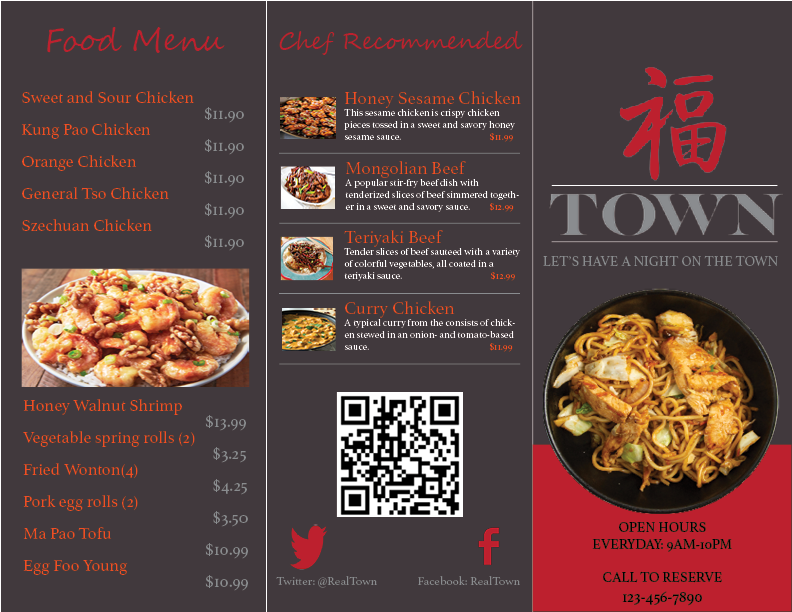 Food Menu
Sweet and Sour Chicken
$11.90
Kung Pao Chicken
$11.90
Orange Chicken
$11.90
General Tso Chicken
$11.90
Szechuan Chicken
$11.90
Honey Walnut Shrimp
$13.99
Vegetable spring rolls (2)
$3.25
Fried Wonton(4)
$4.25
Pork egg rolls (2)
$3.50
Ma Pao Tofu
$10.99
Egg Foo Young
$10.99
Chef Recommended
Honey Sesame Chicken
This sesame chicken is crispy chicken
pieces tossed in a sweet and savory honey
sesame sauce. $11.99
Mongolian Beef
A popular stir-fry beef dish with
tenderized slices of beef simmered togeth-
er in a sweet and savory sauce. $12.99
Teriyaki Beef
Tender slices of beef sauteed with a variety
of colorful vegetables, all coated in a
teriyaki sauce. $12.99
Curry Chicken
A typical curry from the consists of chick-
en stewed in an onion- and tomato-based
sauce. $11.99
Twitter: @RealTown
Facebook: RealTown
福
TOWN
LET'S HAVE A NIGHT ON THE TOWN
OPEN HOURS
EVERYDAY: 9AM-10PM
CALL TO RESERVE
123-456-7890